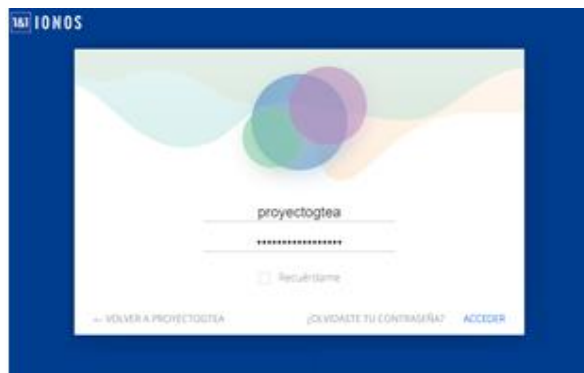 1&1 IONOS
proyectogtea
•••••••••••••••••
Recuérdame
← VOLVER A PROYECTOGTEA
¿OLVIDASTE TU CONTRASEÑA? ACCEDER